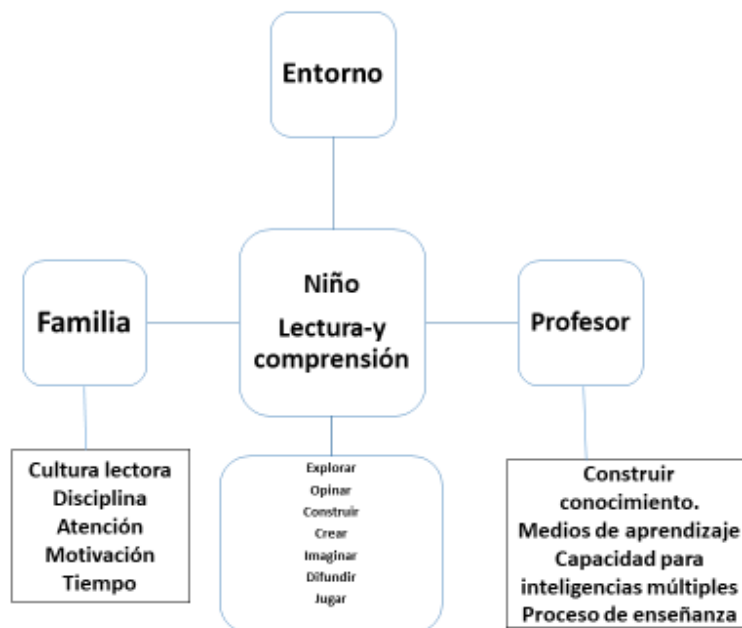 Entorno
Familia
Niño
Lectura-y
comprensión
Profesor
Cultura lectora
Disciplina
Atención
Motivación
Tiempo
Explorar
Opinar
Construir
Crear
Imaginar
Difundir
Jugar
Construir
conocimiento.
Medios de aprendizaje
Capacidad para
inteligencias múltiples
Proceso de enseñanza